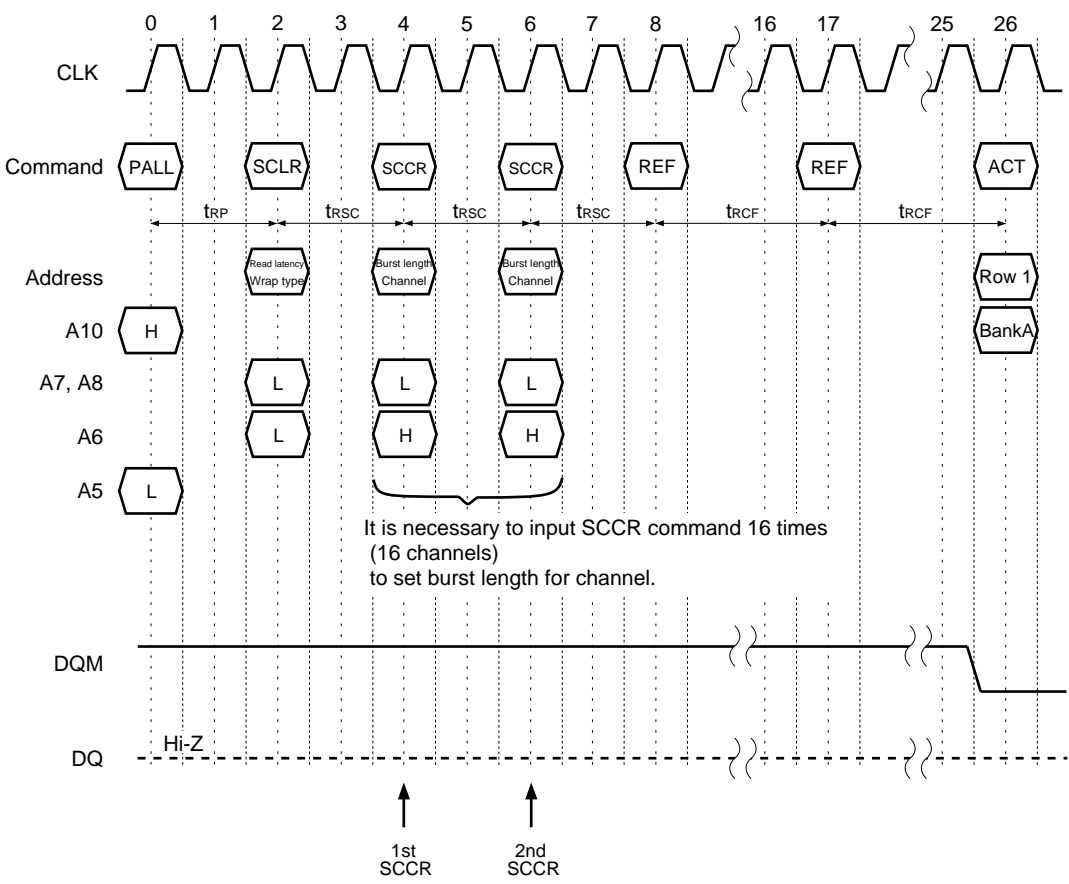 0 1 2 3 4 5 6 7 8 16 17 25 26
CLK
Command PALL SCLR SCCR SCCR REF REF ACT
tRP tRSC tRSC tRSC tRCF tRCF
Address Read latency Wrap type Burst length Channel Burst length Channel Row 1
A10 H BankA
A7, A8 L L L
A6 L H H
A5 L
It is necessary to input SCCR command 16 times
(16 channels)
to set burst length for channel.
DQM
Hi-Z
DQ
1st SCCR
2nd SCCR